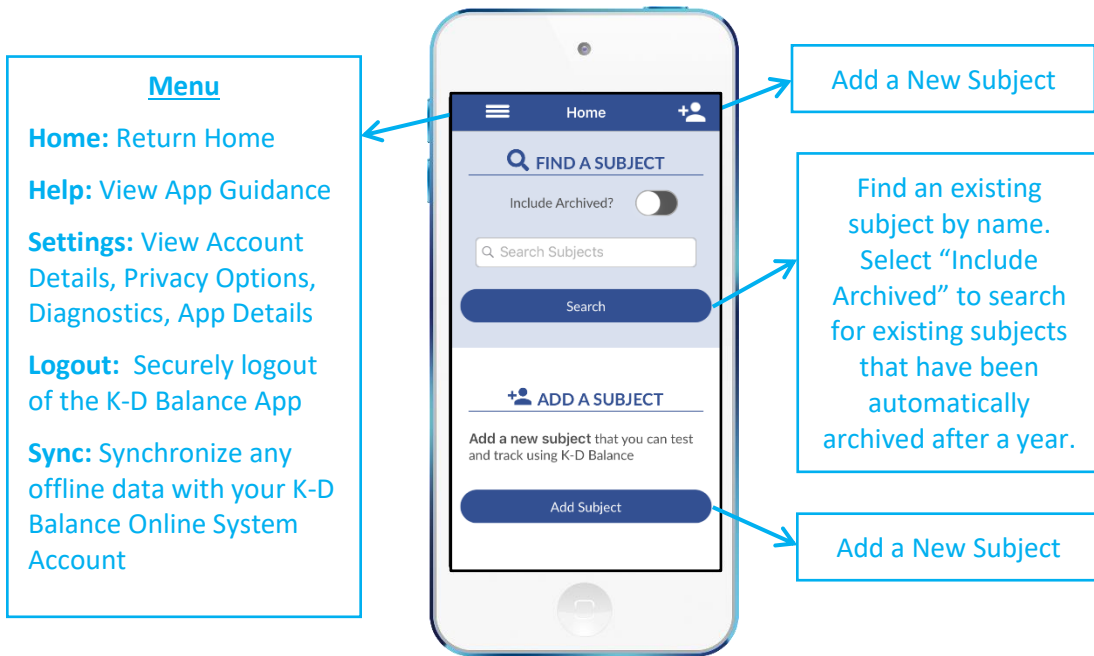 Menu
Home: Return Home
Help: View App Guidance
Settings: View Account
Details, Privacy Options,
Diagnostics, App Details
Logout: Securely logout
of the K-D Balance App
Sync: Synchronize any
offline data with your K-D
Balance Online System
Account
Home
FIND A SUBJECT
Include Archived?
Search Subjects
Search
ADD A SUBJECT
Add a new subject that you can test
and track using K-D Balance
Add Subject
Add a New Subject
Find an existing
subject by name.
Select “Include
Archived” to search
for existing subjects
that have been
automatically
archived after a year.
Add a New Subject